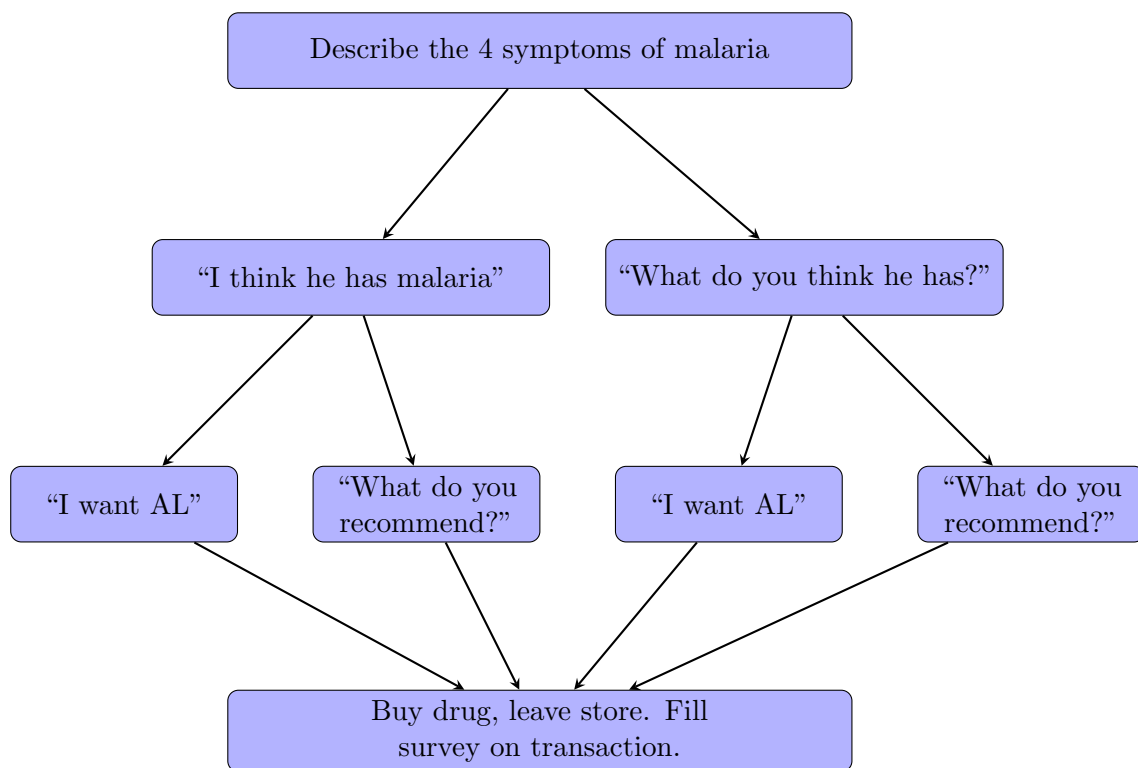 Describe the 4 symptoms of malaria
“I think he has malaria”
“What do you think he has?”
“I want AL”
“What do you
recommend?”
“I want AL”
“What do you
recommend?”
Buy drug, leave store. Fill
survey on transaction.